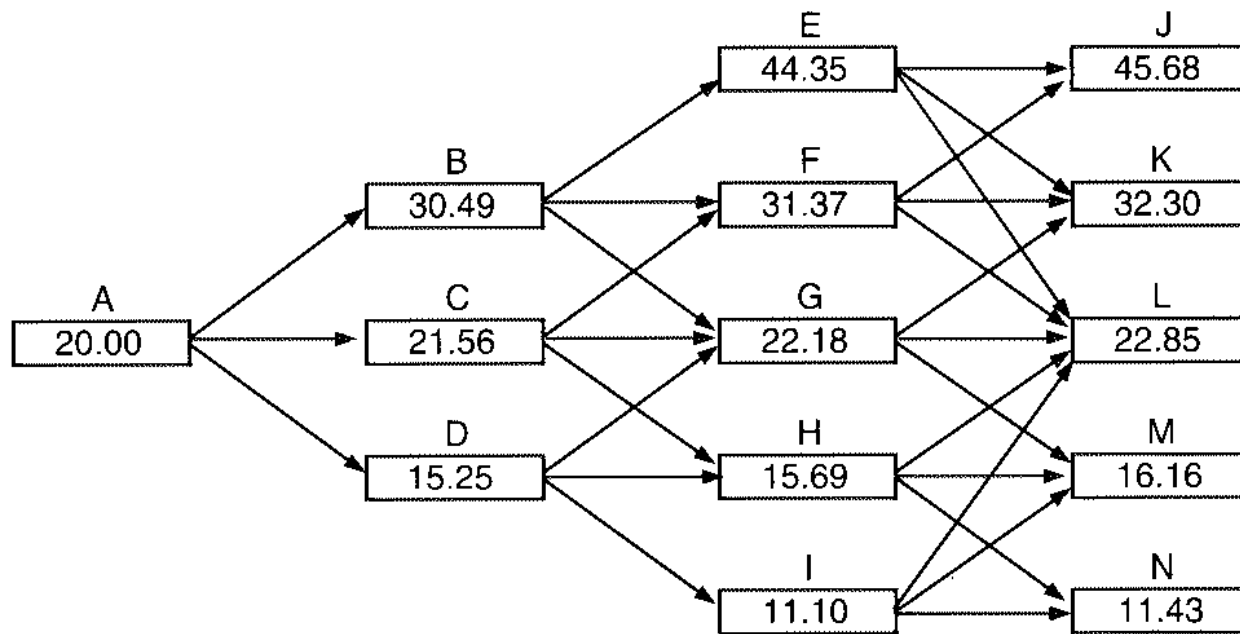 E J
44.35 45.68
B F K
30.49 31.37 32.30
A C G L
20.00 21.56 22.18 22.85
D H M
15.25 15.69 16.16
I N
11.10 11.43